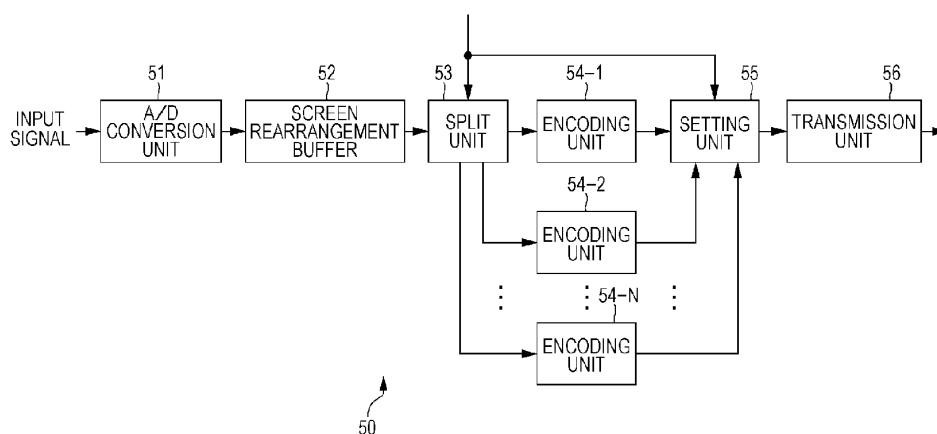 51
52
53
54-1
55
56
INPUT
SIGNAL
A/D
CONVERSION
UNIT
SCREEN
REARRANGEMENT
BUFFER
SPLIT
UNIT
ENCODING
UNIT
SETTING
UNIT
TRANSMISSION
UNIT
54-2
ENCODING
UNIT
54-N
ENCODING
UNIT
50